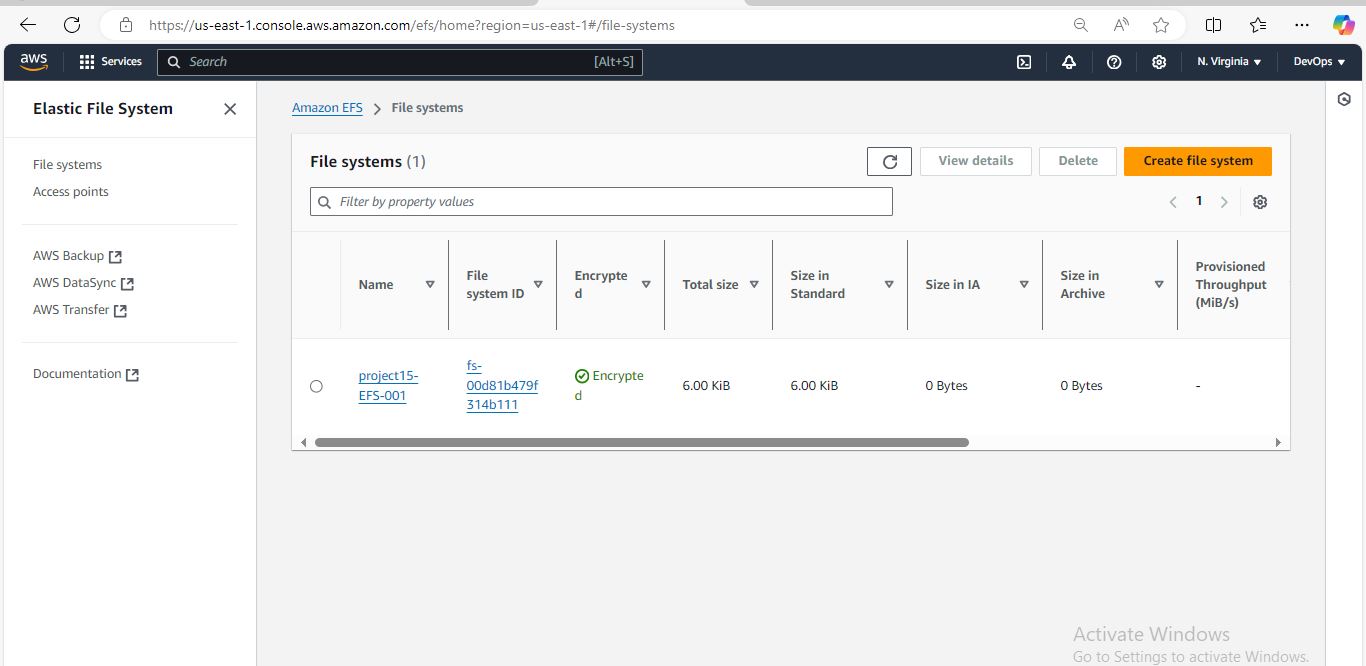 https://us-east-1.console.aws.amazon.com/efs/home?region=us-east-1#/file-systems
aws
Services
Search
[Alt+S]
N. Virginia
DevOps
Elastic File System
File systems
Access points
AWS Backup
AWS DataSync
AWS Transfer
Documentation
Amazon EFS
File systems
File systems (1)
View details
Delete
Create file system
Filter by property values
1
Name
File
system ID
Encrypte
d
Total size
Size in
Standard
Size in IA
Size in
Archive
Provisioned
Throughput
(MiB/s)
project15-
EFS-001
fs-
00d81b479f
314b111
Encrypte
d
6.00 KiB
6.00 KiB
0 Bytes
0 Bytes
-
Activate Windows
Go to Settings to activate Windows.